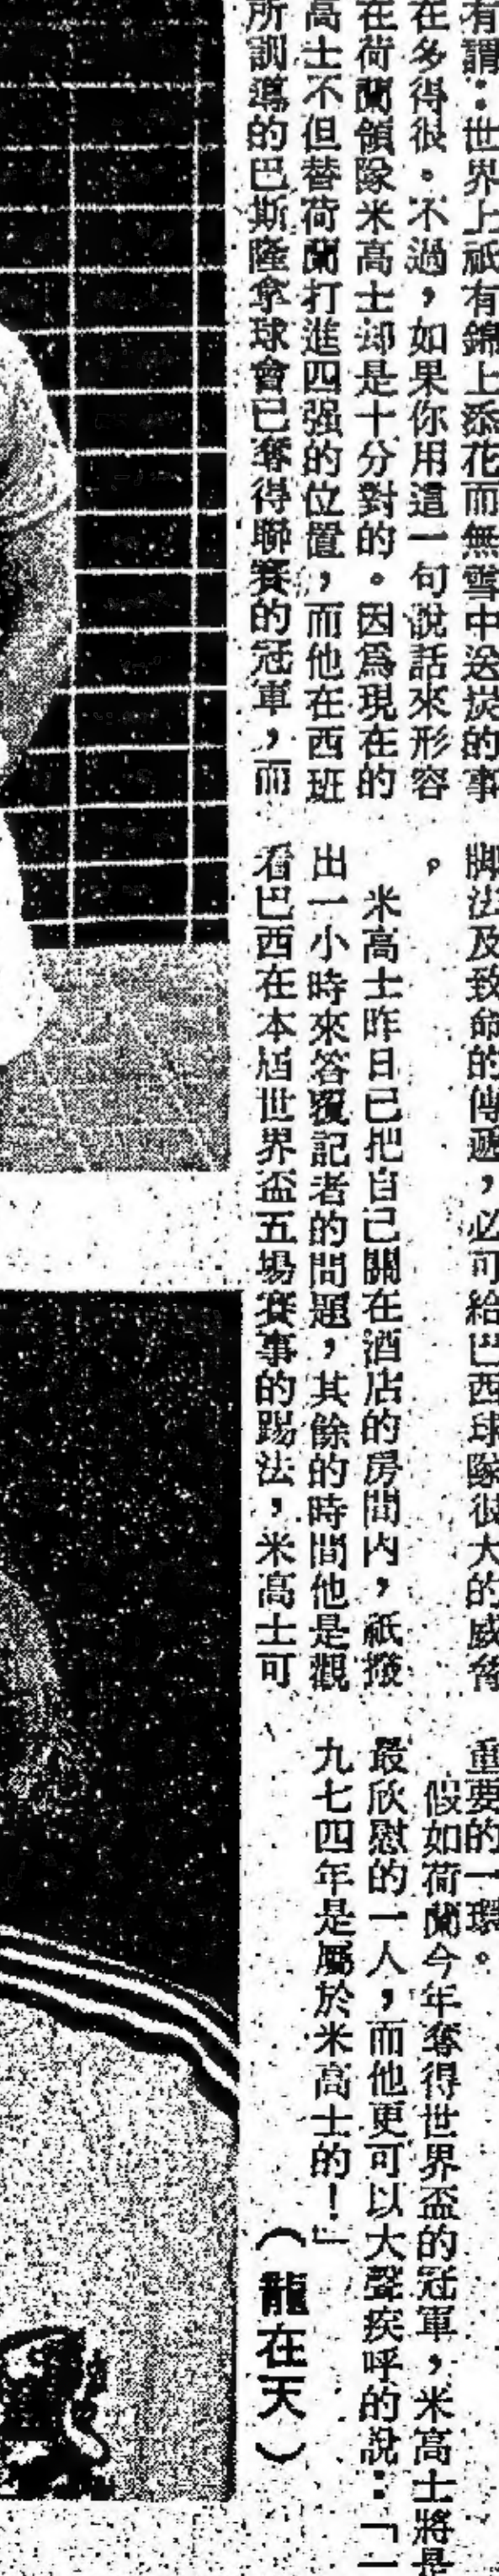 有謂：世界上祇有錦上添花而無雪中送炭的事
在多得很。不過，如果你用這一句說話來形容
在荷蘭領隊米高士却是十分對的。因爲現在的
高士不但替荷蘭打進四强的位置，而他在西班
所訓導的巴斯隆拿球會已奪得聯賽的冠軍，而
脚法及致命的傳遞，必可給巴西球隊很大的威脅
。
米高士昨日已把自己關在酒店的房間內，祇撥
出一小時來答覆記者的問題，其餘的時間他是觀
看巴西在本屆世界盃五場賽事的踢法，米高士可
重要的一環。
假如荷蘭今年奪得世界盃的冠軍，米高士將是
最欣慰的一人，而他更可以大聲疾呼的說：「一
九七四年是屬於米高士的！」
（龍在天）